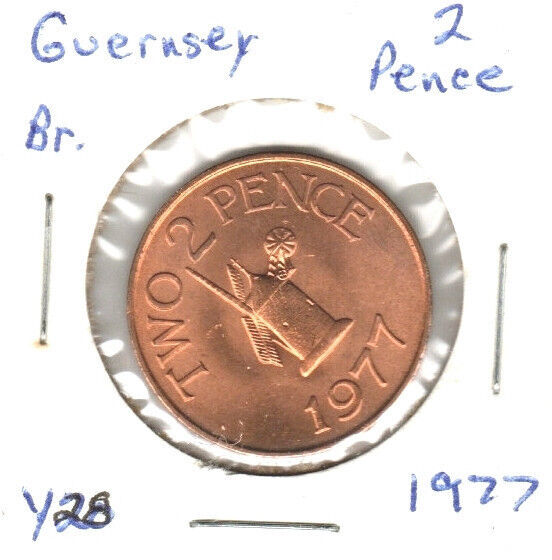 Guernsey
2
Pence
Br.
TWO 2 PENCE
1977
Y28
1977